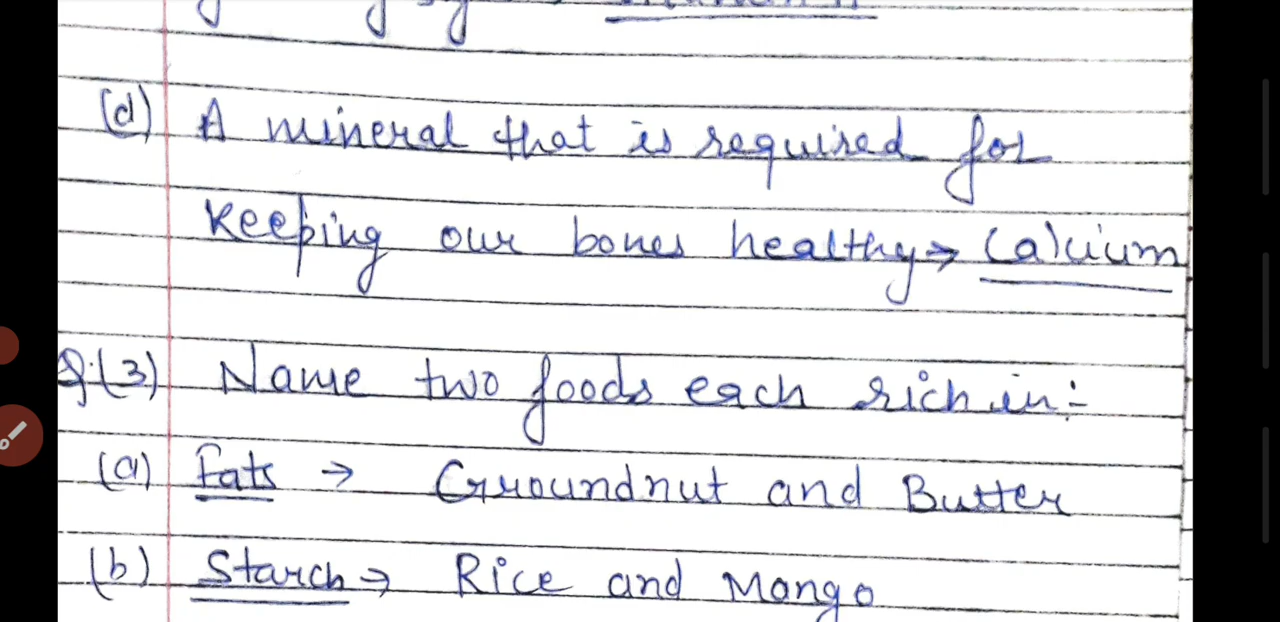 (d) A mineral that is required for
Keeping our bones healthy → Calcium
Q.(3) Name two foods each rich in:-
(a) Fats → Groundnut and Butter
(b) Starch → Rice and Mango